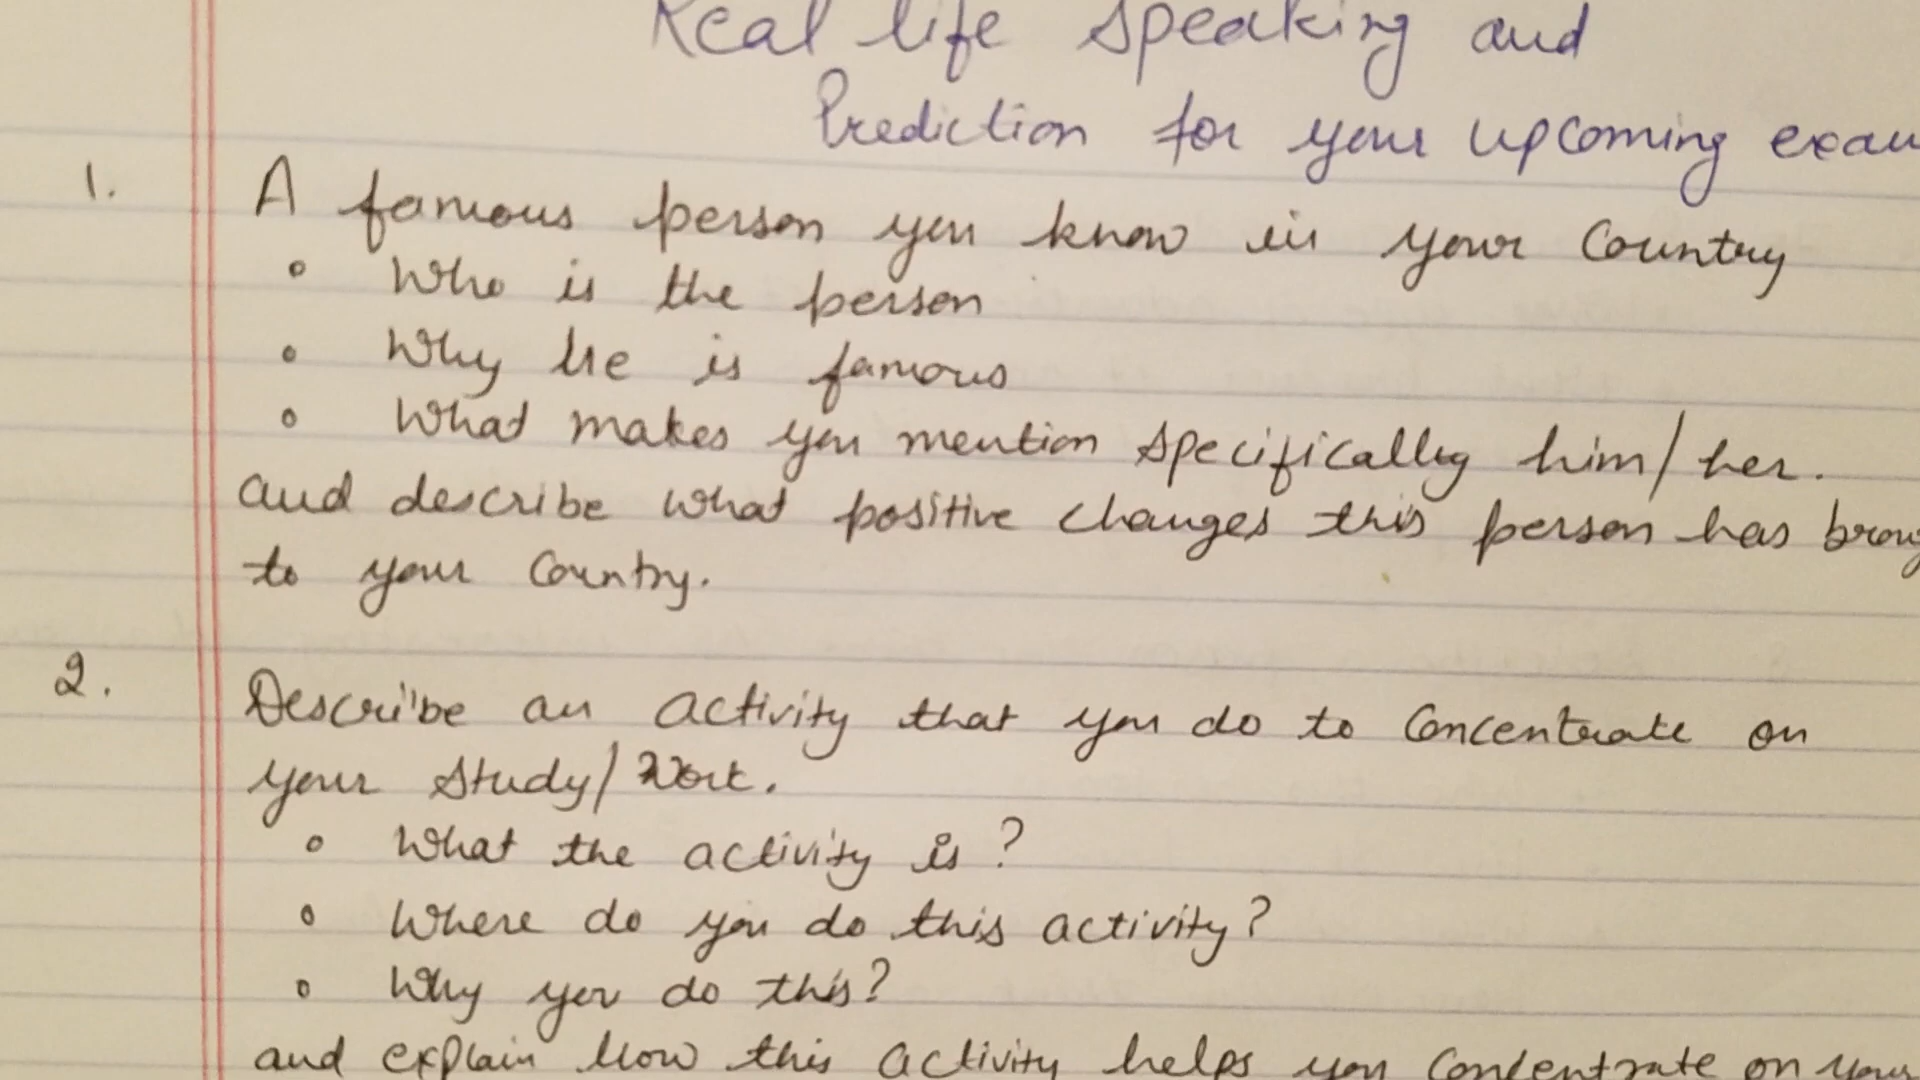 Real life speaking and
Prediction for your upcoming exam
1. A famous person you know in your Country
• Who is the person
• Why he is famous
• What makes you mention specifically him/her.
and describe what positive changes this person has broug
to your Country.
2. Describe an activity that you do to Concentrate on
your study/Work.
• What the activity is?
• Where do you do this activity?
• Why you do this?
and explain How this activity helps you Concentrate on your